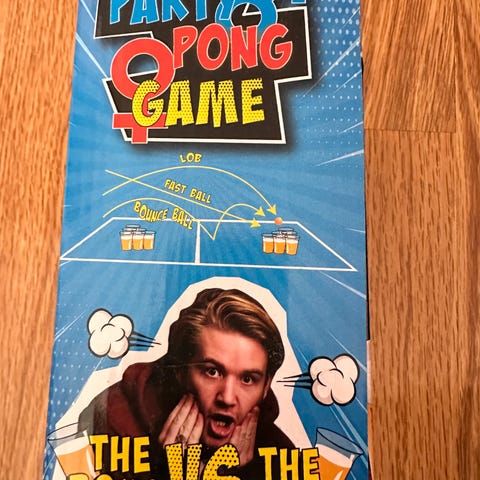 PARTY
PONG
GAME
LOB
FAST BALL
BOUNCE BALL
THE VS THE